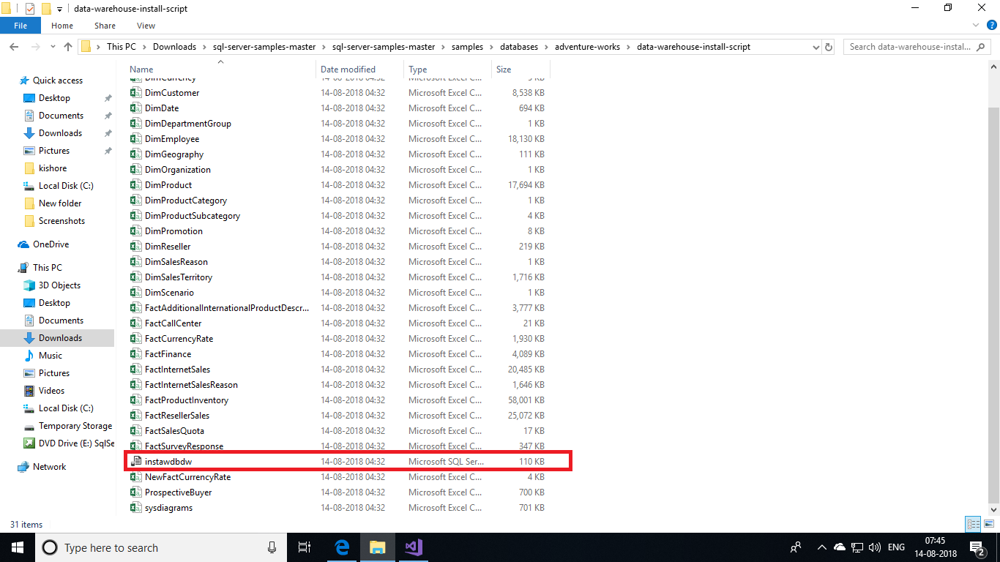 data-warehouse-install-script
File Home Share View
This PC Downloads sql-server-samples-master sql-server-samples-master samples databases adventure-works data-warehouse-install-script Search data-warehouse-install...
Quick access
Desktop
Documents
Downloads
Pictures
kishore
Local Disk (C:)
New folder
Screenshots
OneDrive
This PC
3D Objects
Desktop
Documents
Downloads
Music
Pictures
Videos
Local Disk (C:)
Temporary Storage
DVD Drive (E:) SqlSe
Network
Name Date modified Type Size
DimCurrency 14-08-2018 04:32 Microsoft Excel C...
DimCustomer 14-08-2018 04:32 Microsoft Excel C... 8,538 KB
DimDate 14-08-2018 04:32 Microsoft Excel C... 694 KB
DimDepartmentGroup 14-08-2018 04:32 Microsoft Excel C... 1 KB
DimEmployee 14-08-2018 04:32 Microsoft Excel C... 18,130 KB
DimGeography 14-08-2018 04:32 Microsoft Excel C... 111 KB
DimOrganization 14-08-2018 04:32 Microsoft Excel C... 1 KB
DimProduct 14-08-2018 04:32 Microsoft Excel C... 17,694 KB
DimProductCategory 14-08-2018 04:32 Microsoft Excel C... 1 KB
DimProductSubcategory 14-08-2018 04:32 Microsoft Excel C... 4 KB
DimPromotion 14-08-2018 04:32 Microsoft Excel C... 8 KB
DimReseller 14-08-2018 04:32 Microsoft Excel C... 219 KB
DimSalesReason 14-08-2018 04:32 Microsoft Excel C... 1 KB
DimSalesTerritory 14-08-2018 04:32 Microsoft Excel C... 1,716 KB
DimScenario 14-08-2018 04:32 Microsoft Excel C... 1 KB
FactAdditionalInternationalProductDescr... 14-08-2018 04:32 Microsoft Excel C... 3,777 KB
FactCallCenter 14-08-2018 04:32 Microsoft Excel C... 21 KB
FactCurrencyRate 14-08-2018 04:32 Microsoft Excel C... 1,930 KB
FactFinance 14-08-2018 04:32 Microsoft Excel C... 4,089 KB
FactInternetSales 14-08-2018 04:32 Microsoft Excel C... 20,485 KB
FactInternetSalesReason 14-08-2018 04:32 Microsoft Excel C... 1,646 KB
FactProductInventory 14-08-2018 04:32 Microsoft Excel C... 58,001 KB
FactResellerSales 14-08-2018 04:32 Microsoft Excel C... 25,072 KB
FactSalesQuota 14-08-2018 04:32 Microsoft Excel C... 17 KB
FactSurveyResponse 14-08-2018 04:32 Microsoft Excel C... 347 KB
instawdbdw 14-08-2018 04:32 Microsoft SQL Ser... 110 KB
NewFactCurrencyRate 14-08-2018 04:32 Microsoft Excel C... 4 KB
ProspectiveBuyer 14-08-2018 04:32 Microsoft Excel C... 700 KB
sysdiagrams 14-08-2018 04:32 Microsoft Excel C... 701 KB
31 items
Type here to search
ENG
07:45
14-08-2018
2